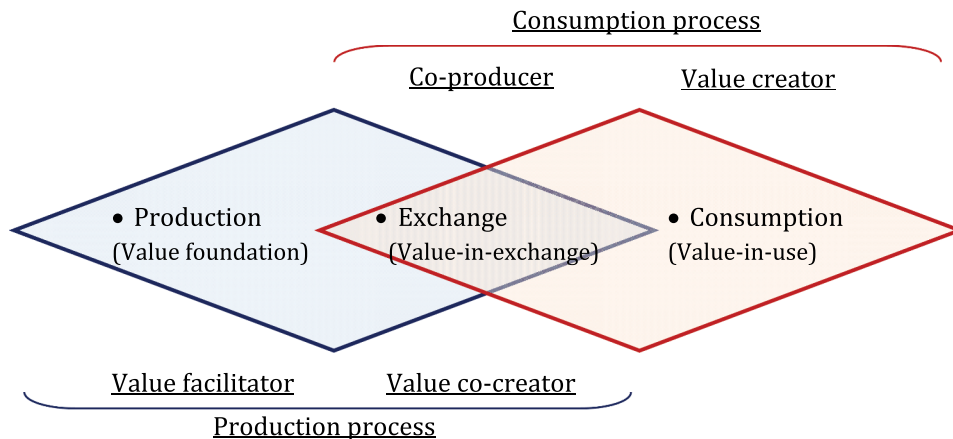 Consumption process
Co-producer
Value creator
• Production
(Value foundation)
• Exchange
(Value-in-exchange)
• Consumption
(Value-in-use)
Value facilitator
Value co-creator
Production process